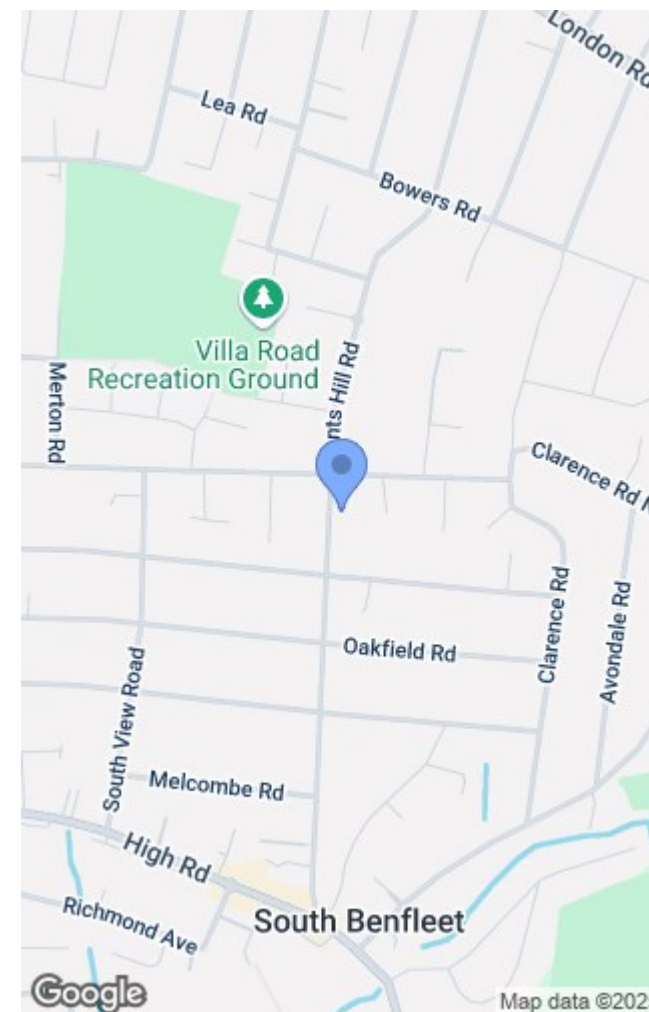 London Rd
Lea Rd
Bowers Rd
Villa Road
Recreation Ground
Merton Rd
nts Hill Rd
Clarence Rd N
Clarence Rd
Avondale Rd
Oakfield Rd
South View Road
Melcombe Rd
High Rd
Richmond Ave
South Benfleet
Google
Map data ©202